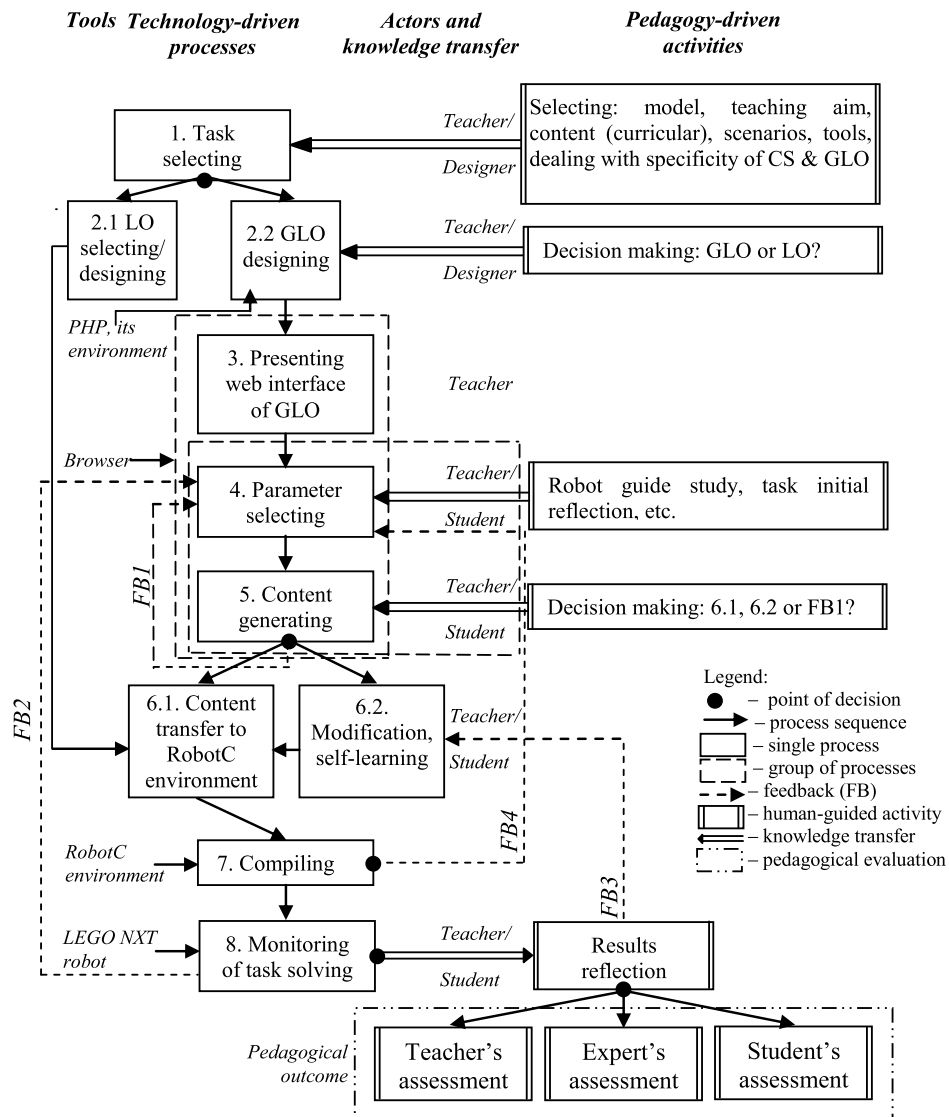 Tools
Technology-driven
processes
Actors and
knowledge transfer
Pedagogy-driven
activities
1. Task
selecting
Teacher/
Designer
Selecting: model, teaching aim,
content (curricular), scenarios, tools,
dealing with specificity of CS & GLO
2.1 LO
selecting/
designing
2.2 GLO
designing
Teacher/
Designer
Decision making: GLO or LO?
PHP, its
environment
3. Presenting
web interface
of GLO
Teacher
Browser
4. Parameter
selecting
Teacher/
Student
Robot guide study, task initial
reflection, etc.
FB1
5. Content
generating
Teacher/
Student
Decision making: 6.1, 6.2 or FB1?
FB2
6.1. Content
transfer to
RobotC
environment
6.2.
Modification,
self-learning
Teacher/
Student
Legend:
– point of decision
– process sequence
– single process
– group of processes
– feedback (FB)
– human-guided activity
– knowledge transfer
– pedagogical evaluation
RobotC
environment
7. Compiling
FB4
FB3
LEGO NXT
robot
8. Monitoring
of task solving
Teacher/
Student
Results
reflection
Pedagogical
outcome
Teacher’s
assessment
Expert’s
assessment
Student’s
assessment